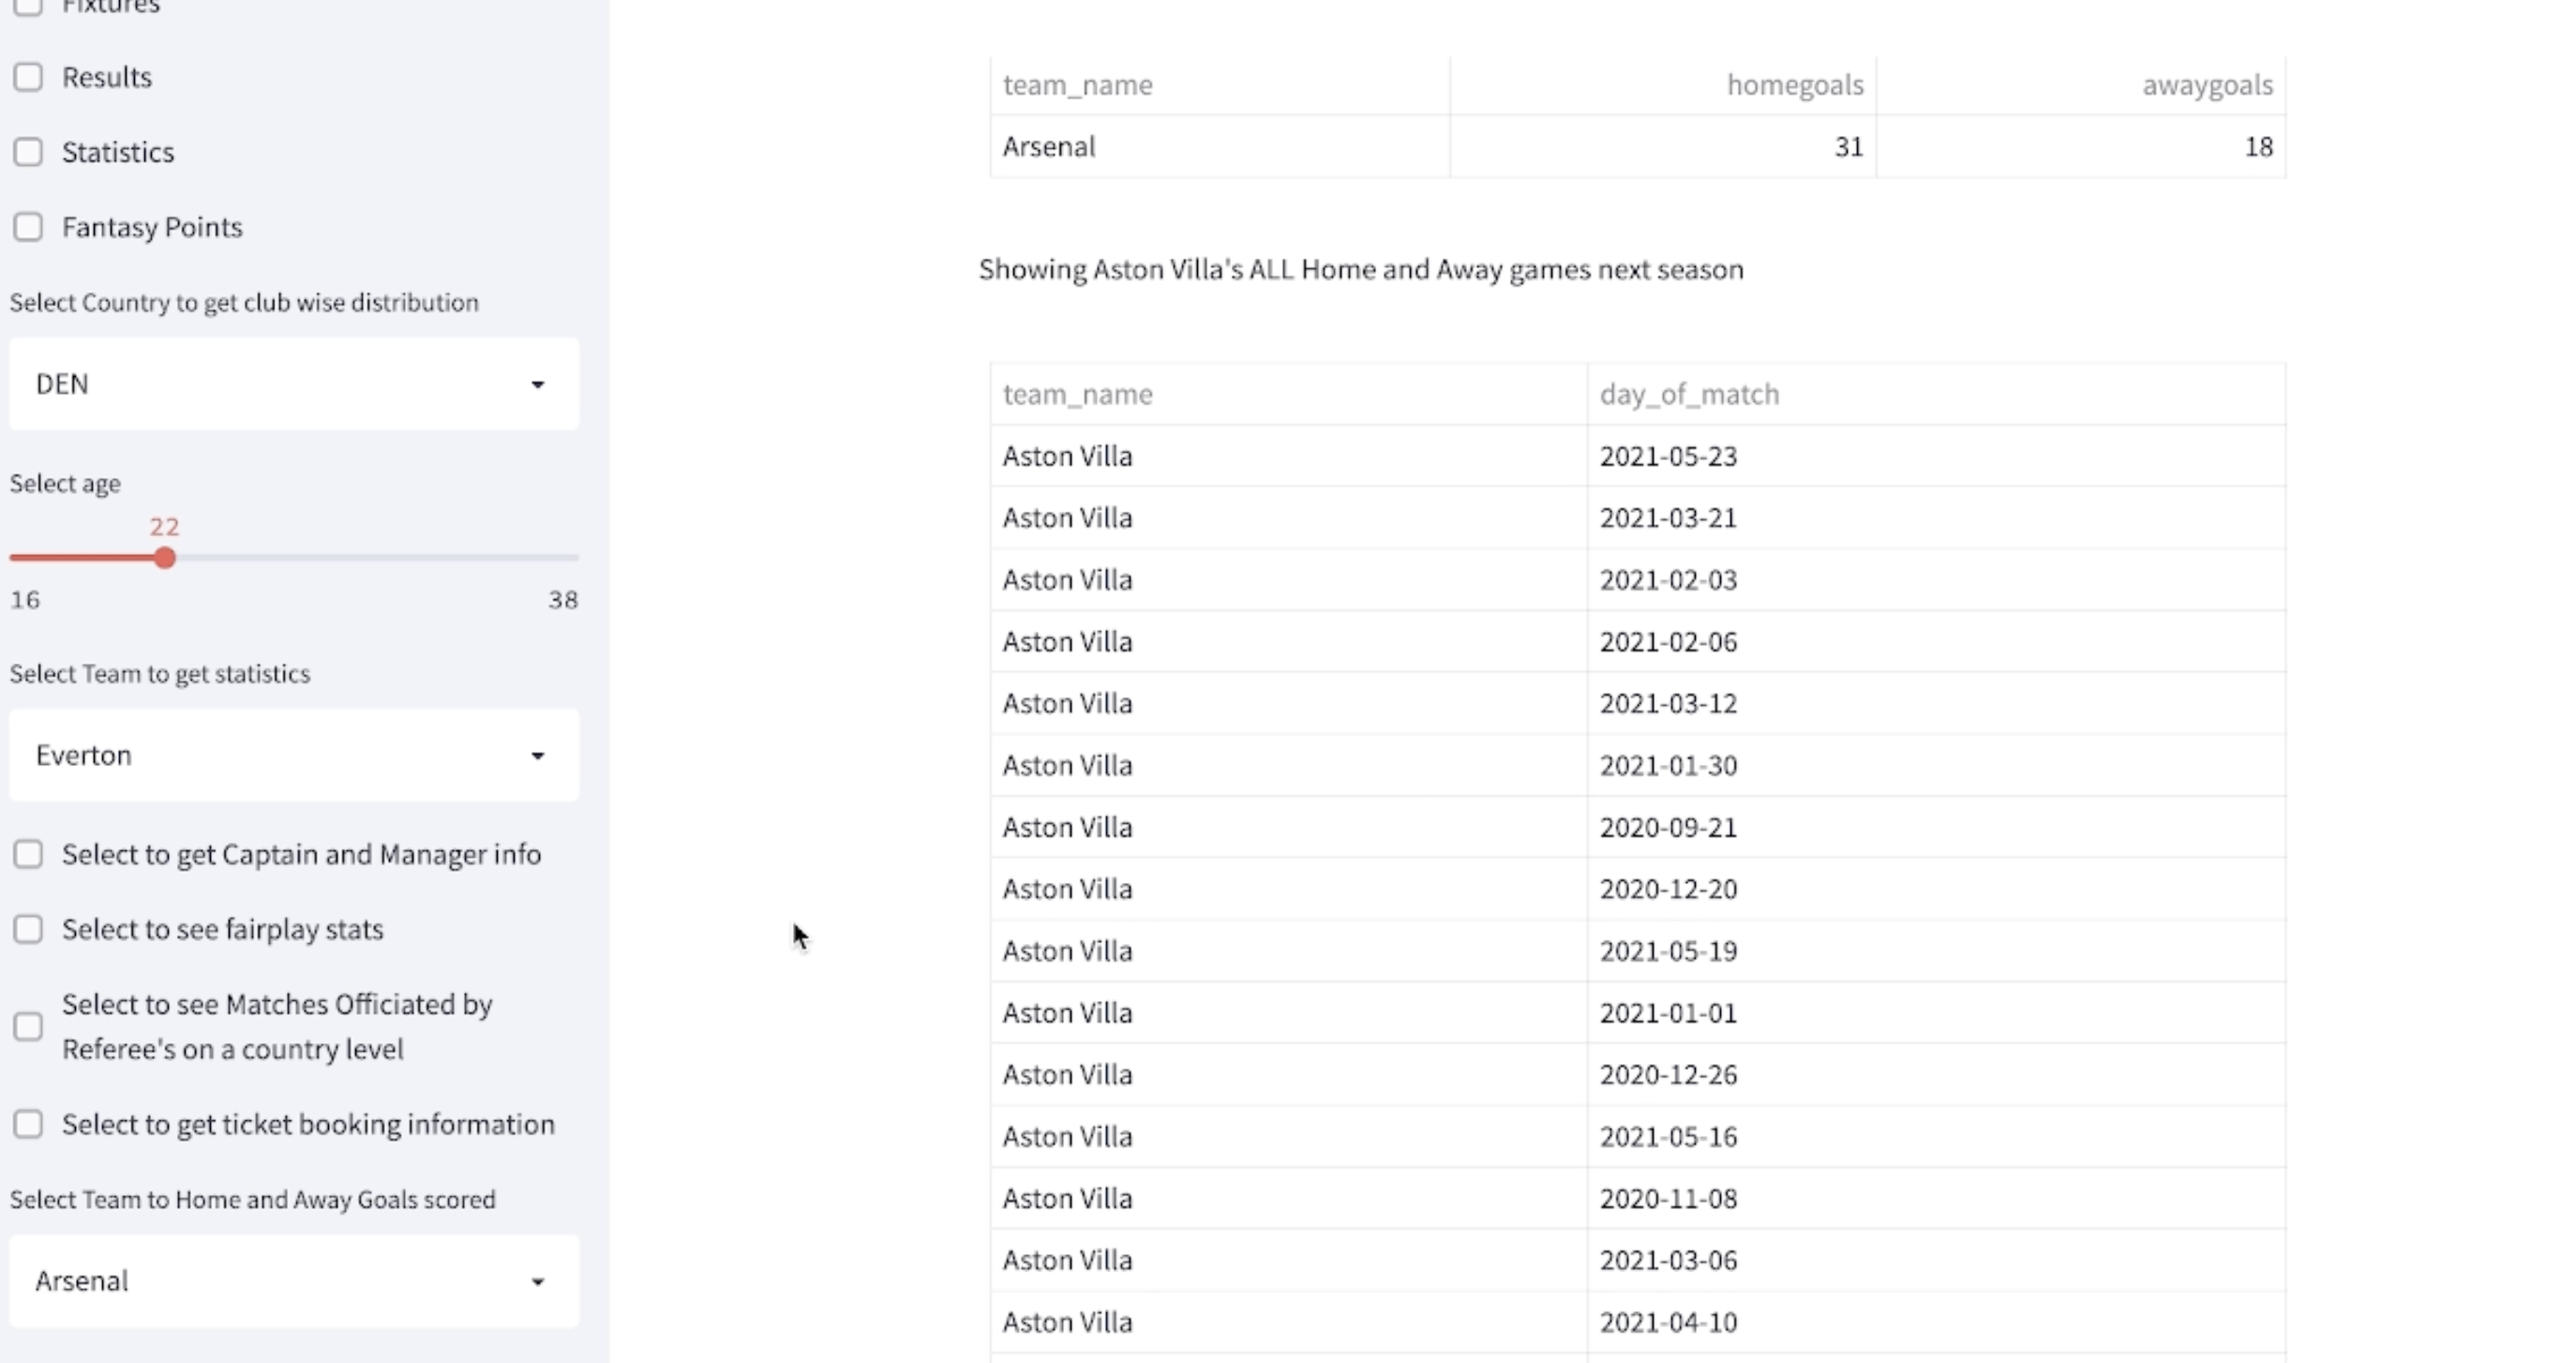 Fixtures
Results
Statistics
Fantasy Points
Select Country to get club wise distribution
DEN
Select age
22
16 38
Select Team to get statistics
Everton
Select to get Captain and Manager info
Select to see fairplay stats
Select to see Matches Officiated by
Referee's on a country level
Select to get ticket booking information
Select Team to Home and Away Goals scored
Arsenal
team_name homegoals awaygoals
Arsenal 31 18
Showing Aston Villa's ALL Home and Away games next season
team_name day_of_match
Aston Villa 2021-05-23
Aston Villa 2021-03-21
Aston Villa 2021-02-03
Aston Villa 2021-02-06
Aston Villa 2021-03-12
Aston Villa 2021-01-30
Aston Villa 2020-09-21
Aston Villa 2020-12-20
Aston Villa 2021-05-19
Aston Villa 2021-01-01
Aston Villa 2020-12-26
Aston Villa 2021-05-16
Aston Villa 2020-11-08
Aston Villa 2021-03-06
Aston Villa 2021-04-10